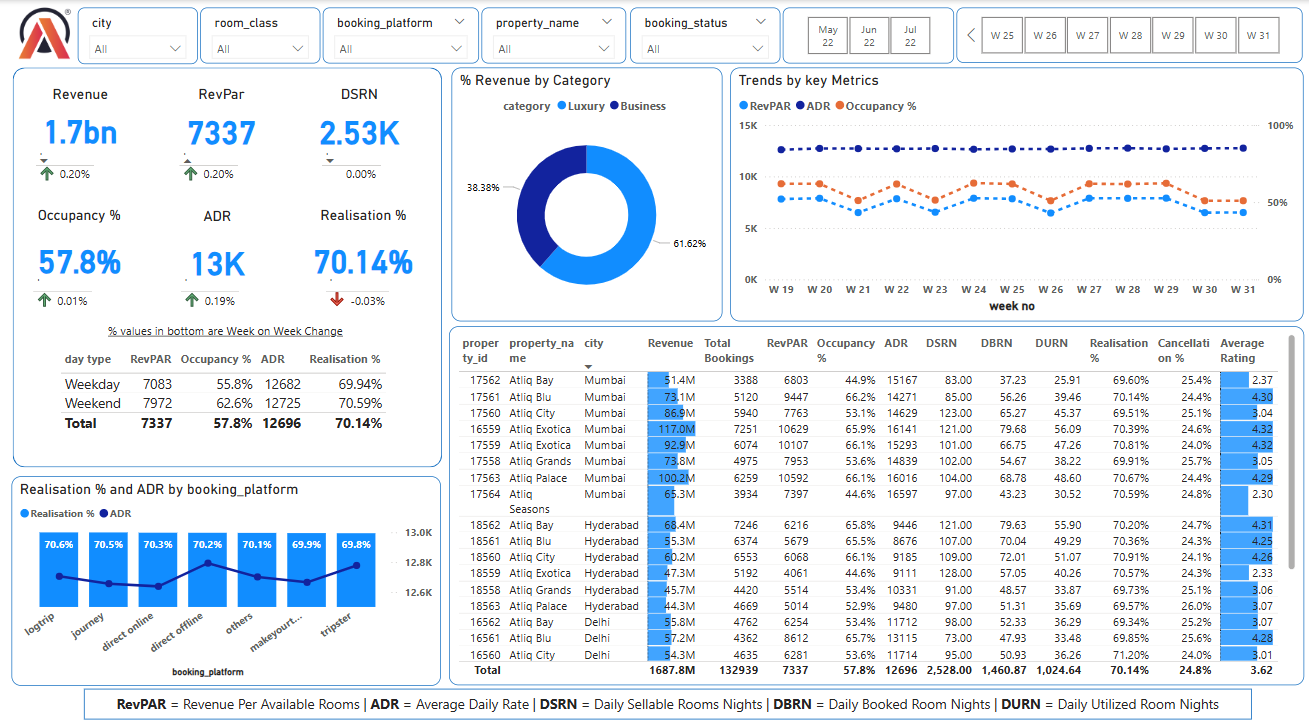 city
room_class
booking_platform
property_name
booking_status
All
All
All
All
All
May 22
Jun 22
Jul 22
W 25
W 26
W 27
W 28
W 29
W 30
W 31
Revenue
RevPar
DSRN
1.7bn
7337
2.53K
0.20%
0.20%
0.00%
Occupancy %
ADR
Realisation %
57.8%
13K
70.14%
0.01%
0.19%
-0.03%
% values in bottom are Week on Week Change
day type RevPAR Occupancy % ADR Realisation %
Weekday 7083 55.8% 12682 69.94%
Weekend 7972 62.6% 12725 70.59%
Total 7337 57.8% 12696 70.14%
% Revenue by Category
category Luxury Business
38.38%
61.62%
Trends by key Metrics
RevPAR ADR Occupancy %
15K
10K
5K
0K
100%
50%
0%
W 19 W 20 W 21 W 22 W 23 W 24 W 25 W 26 W 27 W 28 W 29 W 30 W 31
week no
Realisation % and ADR by booking_platform
Realisation % ADR
70.6% 70.5% 70.3% 70.2% 70.1% 69.9% 69.8%
13.0K
12.8K
12.6K
logtrip journey direct online direct offline others makeyourt... tripster
booking_platform
property_id property_name city Revenue Total Bookings RevPAR Occupancy % ADR DSRN DBRN DURN Realisation % Cancellation % Average Rating
17562 Atliq Bay Mumbai 51.4M 3388 6803 44.9% 15167 83.00 37.23 25.91 69.60% 25.4% 2.37
17561 Atliq Blu Mumbai 73.1M 5120 9447 66.2% 14271 85.00 56.26 39.46 70.14% 24.4% 4.30
17560 Atliq City Mumbai 86.9M 5940 7763 53.1% 14629 123.00 65.27 45.37 69.51% 25.1% 3.04
16559 Atliq Exotica Mumbai 117.0M 7251 10629 65.9% 16141 121.00 79.68 56.09 70.39% 24.6% 4.32
17559 Atliq Exotica Mumbai 92.9M 6074 10107 66.1% 15293 101.00 66.75 47.26 70.81% 24.0% 4.32
17558 Atliq Grands Mumbai 73.8M 4975 7953 53.6% 14839 102.00 54.67 38.22 69.91% 25.7% 3.05
17563 Atliq Palace Mumbai 100.2M 6259 10592 66.1% 16016 104.00 68.78 48.60 70.67% 24.4% 4.29
17564 Atliq Seasons Mumbai 65.3M 3934 7397 44.6% 16597 97.00 43.23 30.52 70.59% 24.8% 2.30
18562 Atliq Bay Hyderabad 68.4M 7246 6216 65.8% 9446 121.00 79.63 55.90 70.20% 24.7% 4.31
18561 Atliq Blu Hyderabad 55.3M 6374 5679 65.5% 8676 107.00 70.04 49.29 70.36% 24.3% 4.25
18560 Atliq City Hyderabad 60.2M 6553 6068 66.1% 9185 109.00 72.01 51.07 70.91% 24.1% 4.26
18559 Atliq Exotica Hyderabad 47.3M 5192 4061 44.6% 9111 128.00 57.05 40.26 70.57% 24.3% 2.33
18558 Atliq Grands Hyderabad 45.7M 4420 5514 53.4% 10331 91.00 48.57 33.87 69.73% 25.1% 3.06
18563 Atliq Palace Hyderabad 44.3M 4669 5014 52.9% 9480 97.00 51.31 35.69 69.57% 26.0% 3.07
16562 Atliq Bay Delhi 55.8M 4762 6254 53.4% 11712 98.00 52.33 36.29 69.34% 25.2% 3.07
16561 Atliq Blu Delhi 57.2M 4362 8612 65.7% 13115 73.00 47.93 33.48 69.85% 25.6% 4.28
16560 Atliq City Delhi 54.3M 4635 6281 53.6% 11714 95.00 50.93 36.26 71.20% 24.0% 3.01
Total 1687.8M 132939 7337 57.8% 12696 2,528.00 1,460.87 1,024.64 70.14% 24.8% 3.62
RevPAR = Revenue Per Available Rooms | ADR = Average Daily Rate | DSRN = Daily Sellable Rooms Nights | DBRN = Daily Booked Room Nights | DURN = Daily Utilized Room Nights